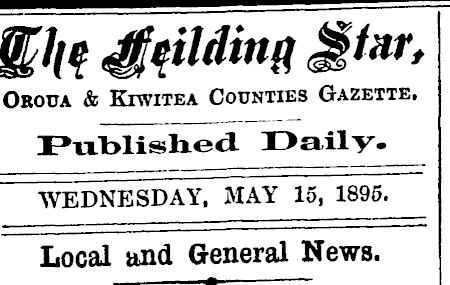 The Feilding Star,
OROUA & KIWITEA COUNTIES GAZETTE.
Published Daily.
WEDNESDAY, MAY 15, 1895.
Local and General News.